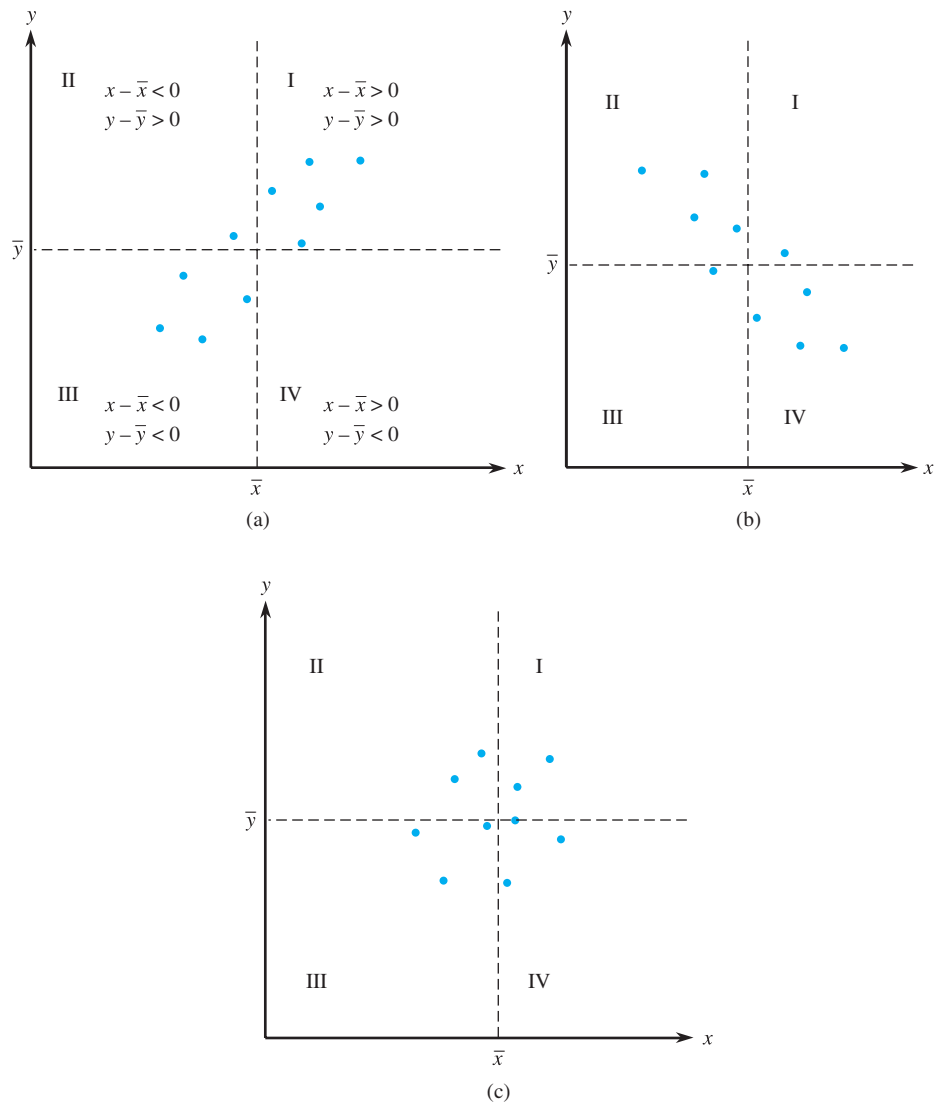 y
II
x – x̅ < 0
y – y̅ > 0
I
x – x̅ > 0
y – y̅ > 0
y̅
III
x – x̅ < 0
y – y̅ < 0
IV
x – x̅ > 0
y – y̅ < 0
x
x̅
(a)
y
II
I
y̅
III
IV
x
x̅
(b)
y
II
I
y̅
III
IV
x
x̅
(c)